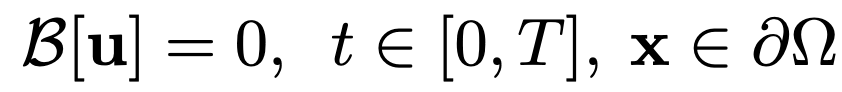 ℬ[𝐮] = 0, t ∈ [0, T], 𝐱 ∈ ∂Ω